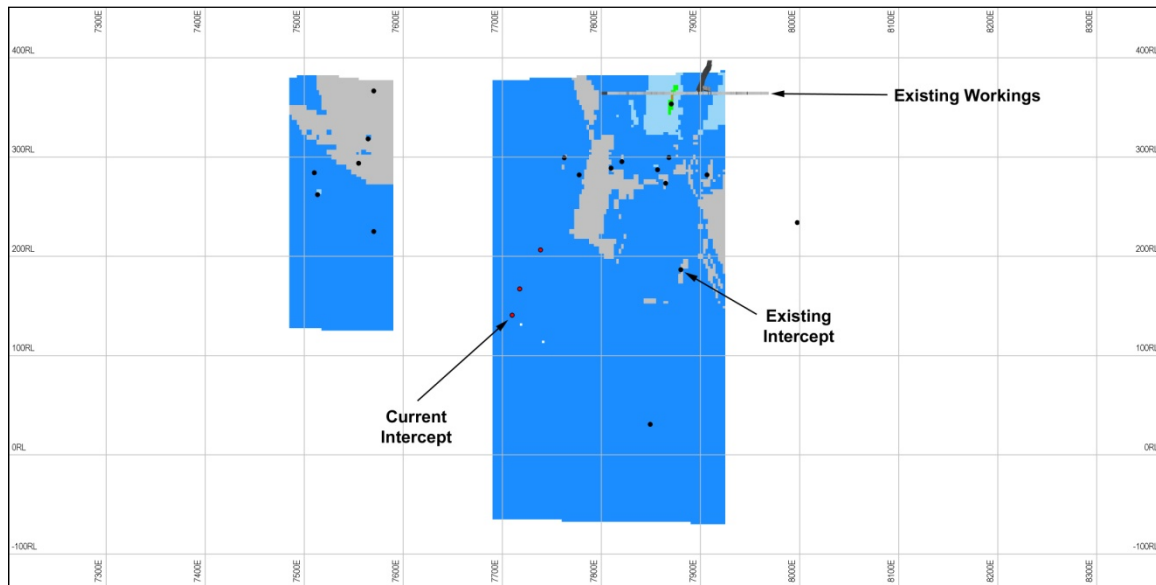 7300E
7400E
7500E
7600E
7700E
7800E
7900E
8000E
8100E
8200E
8300E
400RL
400RL
Existing Workings
300RL
300RL
200RL
200RL
Existing
Intercept
100RL
100RL
Current
Intercept
0RL
0RL
-100RL
-100RL
7300E
7400E
7500E
7600E
7700E
7800E
7900E
8000E
8100E
8200E
8300E